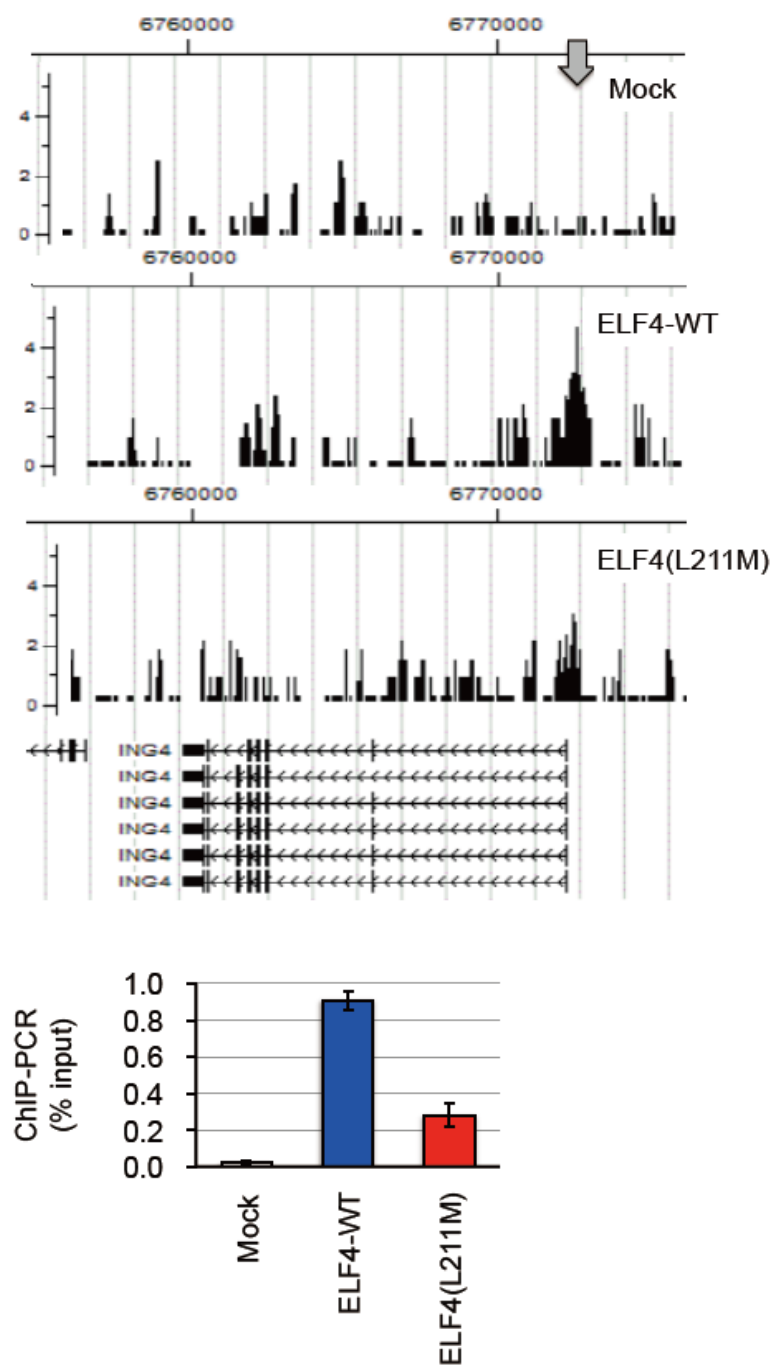 6760000 6770000
Mock
4
2
0
6760000 6770000
ELF4-WT
4
2
0
6760000 6770000
ELF4(L211M)
4
2
0
ING4
ING4
ING4
ING4
ING4
ING4
ChIP-PCR
(% input)
1.0
0.8
0.6
0.4
0.2
0.0
Mock
ELF4-WT
ELF4(L211M)